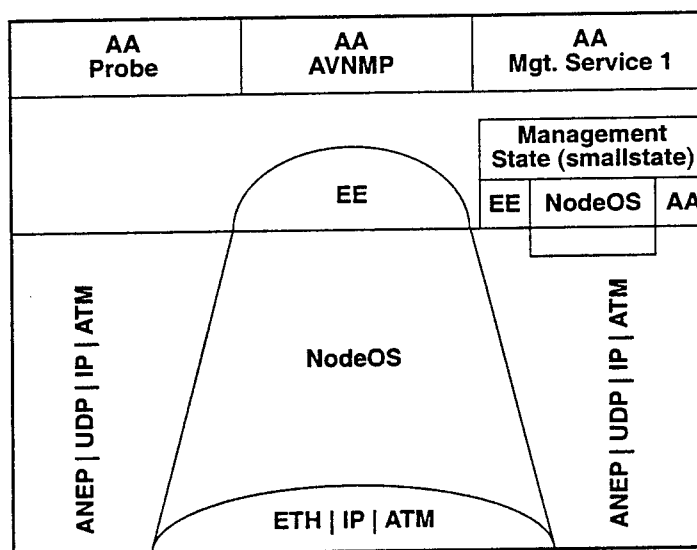 AA
Probe
AA
AVNMP
AA
Mgt. Service 1
Management
State (smallstate)
EE
NodeOS
AA
EE
NodeOS
ANEP | UDP | IP | ATM
ANEP | UDP | IP | ATM
ETH | IP | ATM